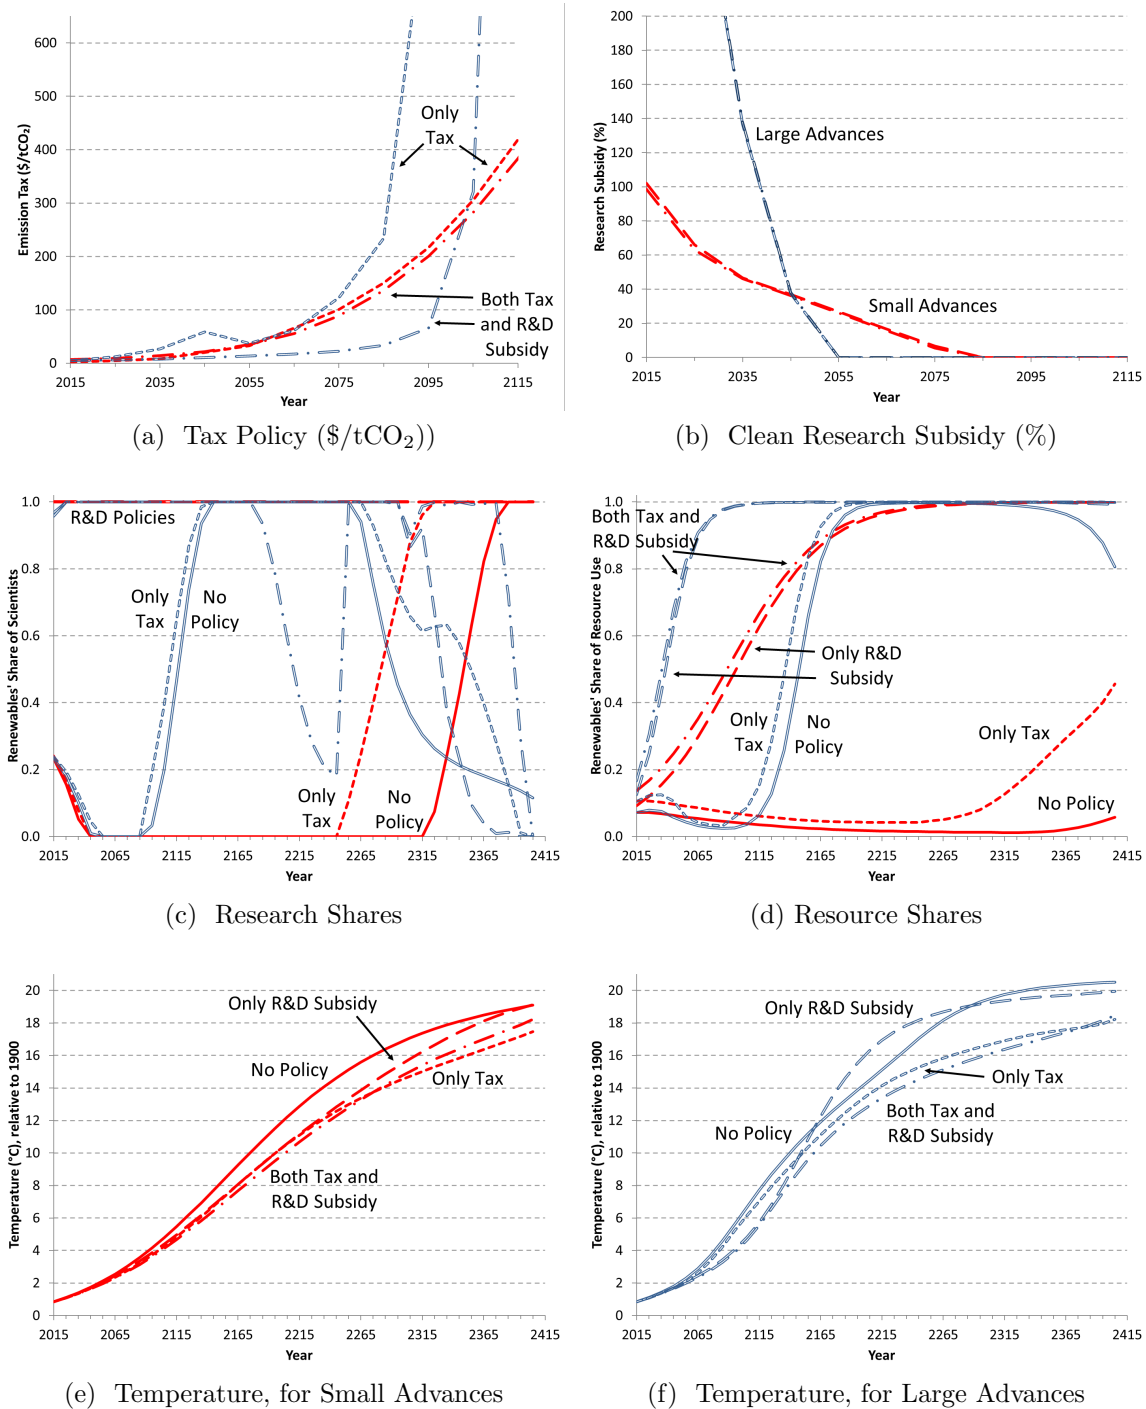 600
500
400
300
200
100
0
Emission Tax ($/tCO₂)
Only
Tax
Both Tax
and R&D
Subsidy
2015 2035 2055 2075 2095 2115
Year
(a) Tax Policy ($/tCO₂))
200
180
160
140
120
100
80
60
40
20
0
Research Subsidy (%)
Large Advances
Small Advances
2015 2035 2055 2075 2095 2115
Year
(b) Clean Research Subsidy (%)
1.0
0.8
0.6
0.4
0.2
0.0
Renewables' Share of Scientists
R&D Policies
Only
Tax
No
Policy
Only
Tax
No
Policy
2015 2065 2115 2165 2215 2265 2315 2365 2415
Year
(c) Research Shares
1.0
0.8
0.6
0.4
0.2
0.0
Renewables' Share of Resource Use
Both Tax and
R&D Subsidy
Only R&D
Subsidy
Only
Tax
No
Policy
Only Tax
No Policy
2015 2065 2115 2165 2215 2265 2315 2365 2415
Year
(d) Resource Shares
20
18
16
14
12
10
8
6
4
2
0
Temperature (°C), relative to 1900
Only R&D Subsidy
No Policy
Only Tax
Both Tax and
R&D Subsidy
2015 2065 2115 2165 2215 2265 2315 2365 2415
Year
(e) Temperature, for Small Advances
20
18
16
14
12
10
8
6
4
2
0
Temperature (°C), relative to 1900
Only R&D Subsidy
Only Tax
No Policy
Both Tax and
R&D Subsidy
2015 2065 2115 2165 2215 2265 2315 2365 2415
Year
(f) Temperature, for Large Advances